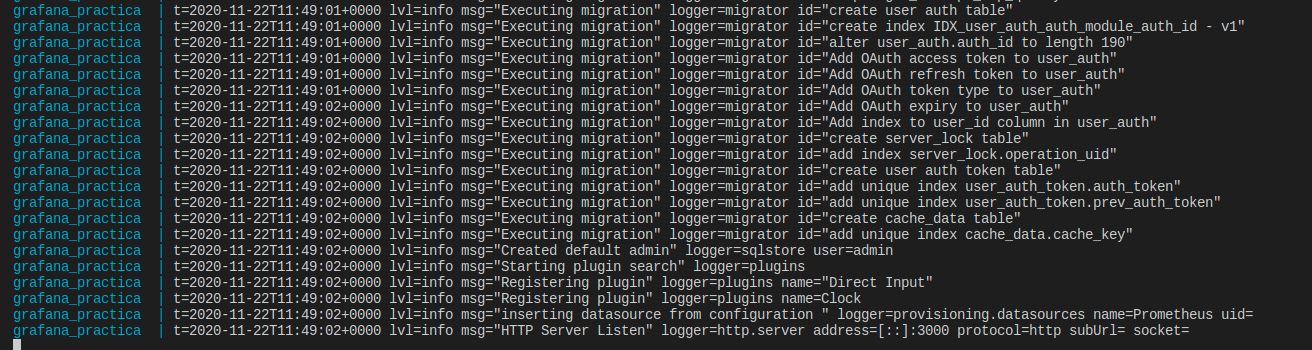 grafana_practica | t=2020-11-22T11:49:01+0000 lvl=info msg="Executing migration" logger=migrator id="create user auth table"
grafana_practica | t=2020-11-22T11:49:01+0000 lvl=info msg="Executing migration" logger=migrator id="create index IDX_user_auth_auth_module_auth_id - v1"
grafana_practica | t=2020-11-22T11:49:01+0000 lvl=info msg="Executing migration" logger=migrator id="alter user_auth.auth_id to length 190"
grafana_practica | t=2020-11-22T11:49:01+0000 lvl=info msg="Executing migration" logger=migrator id="Add OAuth access token to user_auth"
grafana_practica | t=2020-11-22T11:49:01+0000 lvl=info msg="Executing migration" logger=migrator id="Add OAuth refresh token to user_auth"
grafana_practica | t=2020-11-22T11:49:01+0000 lvl=info msg="Executing migration" logger=migrator id="Add OAuth token type to user_auth"
grafana_practica | t=2020-11-22T11:49:02+0000 lvl=info msg="Executing migration" logger=migrator id="Add OAuth expiry to user_auth"
grafana_practica | t=2020-11-22T11:49:02+0000 lvl=info msg="Executing migration" logger=migrator id="Add index to user_id column in user_auth"
grafana_practica | t=2020-11-22T11:49:02+0000 lvl=info msg="Executing migration" logger=migrator id="create server_lock table"
grafana_practica | t=2020-11-22T11:49:02+0000 lvl=info msg="Executing migration" logger=migrator id="add index server_lock.operation_uid"
grafana_practica | t=2020-11-22T11:49:02+0000 lvl=info msg="Executing migration" logger=migrator id="create user auth token table"
grafana_practica | t=2020-11-22T11:49:02+0000 lvl=info msg="Executing migration" logger=migrator id="add unique index user_auth_token.auth_token"
grafana_practica | t=2020-11-22T11:49:02+0000 lvl=info msg="Executing migration" logger=migrator id="add unique index user_auth_token.prev_auth_token"
grafana_practica | t=2020-11-22T11:49:02+0000 lvl=info msg="Executing migration" logger=migrator id="create cache_data table"
grafana_practica | t=2020-11-22T11:49:02+0000 lvl=info msg="Executing migration" logger=migrator id="add unique index cache_data.cache_key"
grafana_practica | t=2020-11-22T11:49:02+0000 lvl=info msg="Created default admin" logger=sqlstore user=admin
grafana_practica | t=2020-11-22T11:49:02+0000 lvl=info msg="Starting plugin search" logger=plugins
grafana_practica | t=2020-11-22T11:49:02+0000 lvl=info msg="Registering plugin" logger=plugins name="Direct Input"
grafana_practica | t=2020-11-22T11:49:02+0000 lvl=info msg="Registering plugin" logger=plugins name=Clock
grafana_practica | t=2020-11-22T11:49:02+0000 lvl=info msg="inserting datasource from configuration " logger=provisioning.datasources name=Prometheus uid=
grafana_practica | t=2020-11-22T11:49:02+0000 lvl=info msg="HTTP Server Listen" logger=http.server address=[::]:3000 protocol=http subUrl= socket=